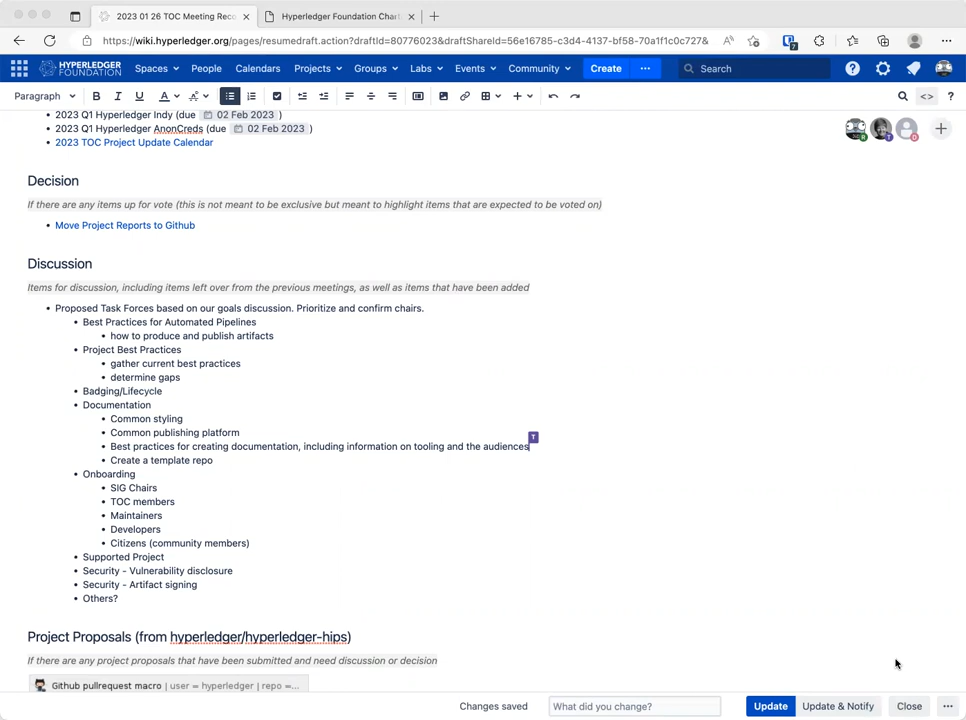 2023 01 26 TOC Meeting Reco
Hyperledger Foundation Chart
https://wiki.hyperledger.org/pages/resumedraft.action?draftId=80776023&draftShareId=56e16785-c3d4-4137-bf58-70a1f1c0c727&
7
HYPERLEDGER FOUNDATION Spaces People Calendars Projects Groups Labs Events Community Create ··· Search
Paragraph B I U A
• 2023 Q1 Hyperledger Indy (due 02 Feb 2023 )
• 2023 Q1 Hyperledger AnonCreds (due 02 Feb 2023 )
• 2023 TOC Project Update Calendar
R T
Decision
If there are any items up for vote (this is not meant to be exclusive but meant to highlight items that are expected to be voted on)
• Move Project Reports to Github
Discussion
Items for discussion, including items left over from the previous meetings, as well as items that have been added
• Proposed Task Forces based on our goals discussion. Prioritize and confirm chairs.
• Best Practices for Automated Pipelines
• how to produce and publish artifacts
• Project Best Practices
• gather current best practices
• determine gaps
• Badging/Lifecycle
• Documentation
• Common styling
• Common publishing platform
• Best practices for creating documentation, including information on tooling and the audiences
T
• Create a template repo
• Onboarding
• SIG Chairs
• TOC members
• Maintainers
• Developers
• Citizens (community members)
• Supported Project
• Security - Vulnerability disclosure
• Security - Artifact signing
• Others?
Project Proposals (from hyperledger/hyperledger-hips)
If there are any project proposals that have been submitted and need discussion or decision
Github pullrequest macro | user = hyperledger | repo =...
Changes saved What did you change? Update Update & Notify Close ···